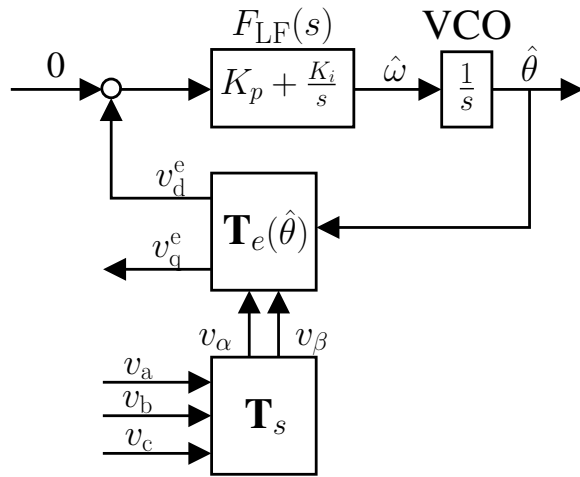 F_LF(s) VCO
0 K_p + K_i/s ω̂ 1/s θ̂
v_d^e
T_e(θ̂)
v_q^e
v_α v_β
v_a
v_b T_s
v_c